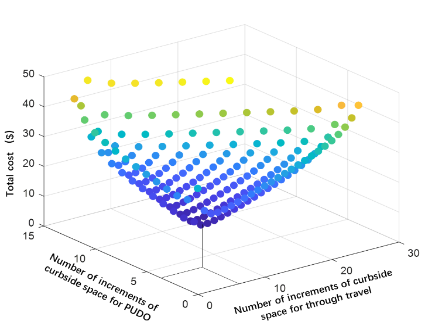 50
40
30
20
10
0
Total cost ($)
15
10
5
0
Number of increments of
curbside space for PUDO
0
10
20
30
Number of increments of curbside
space for through travel